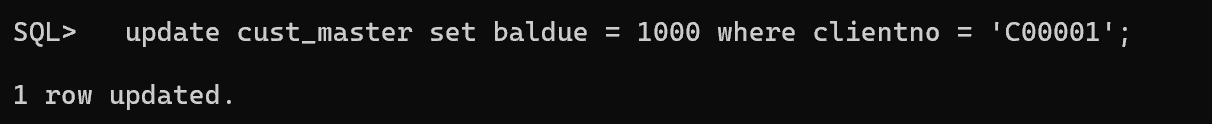 SQL>   update cust_master set baldue = 1000 where clientno = 'C00001';
1 row updated.